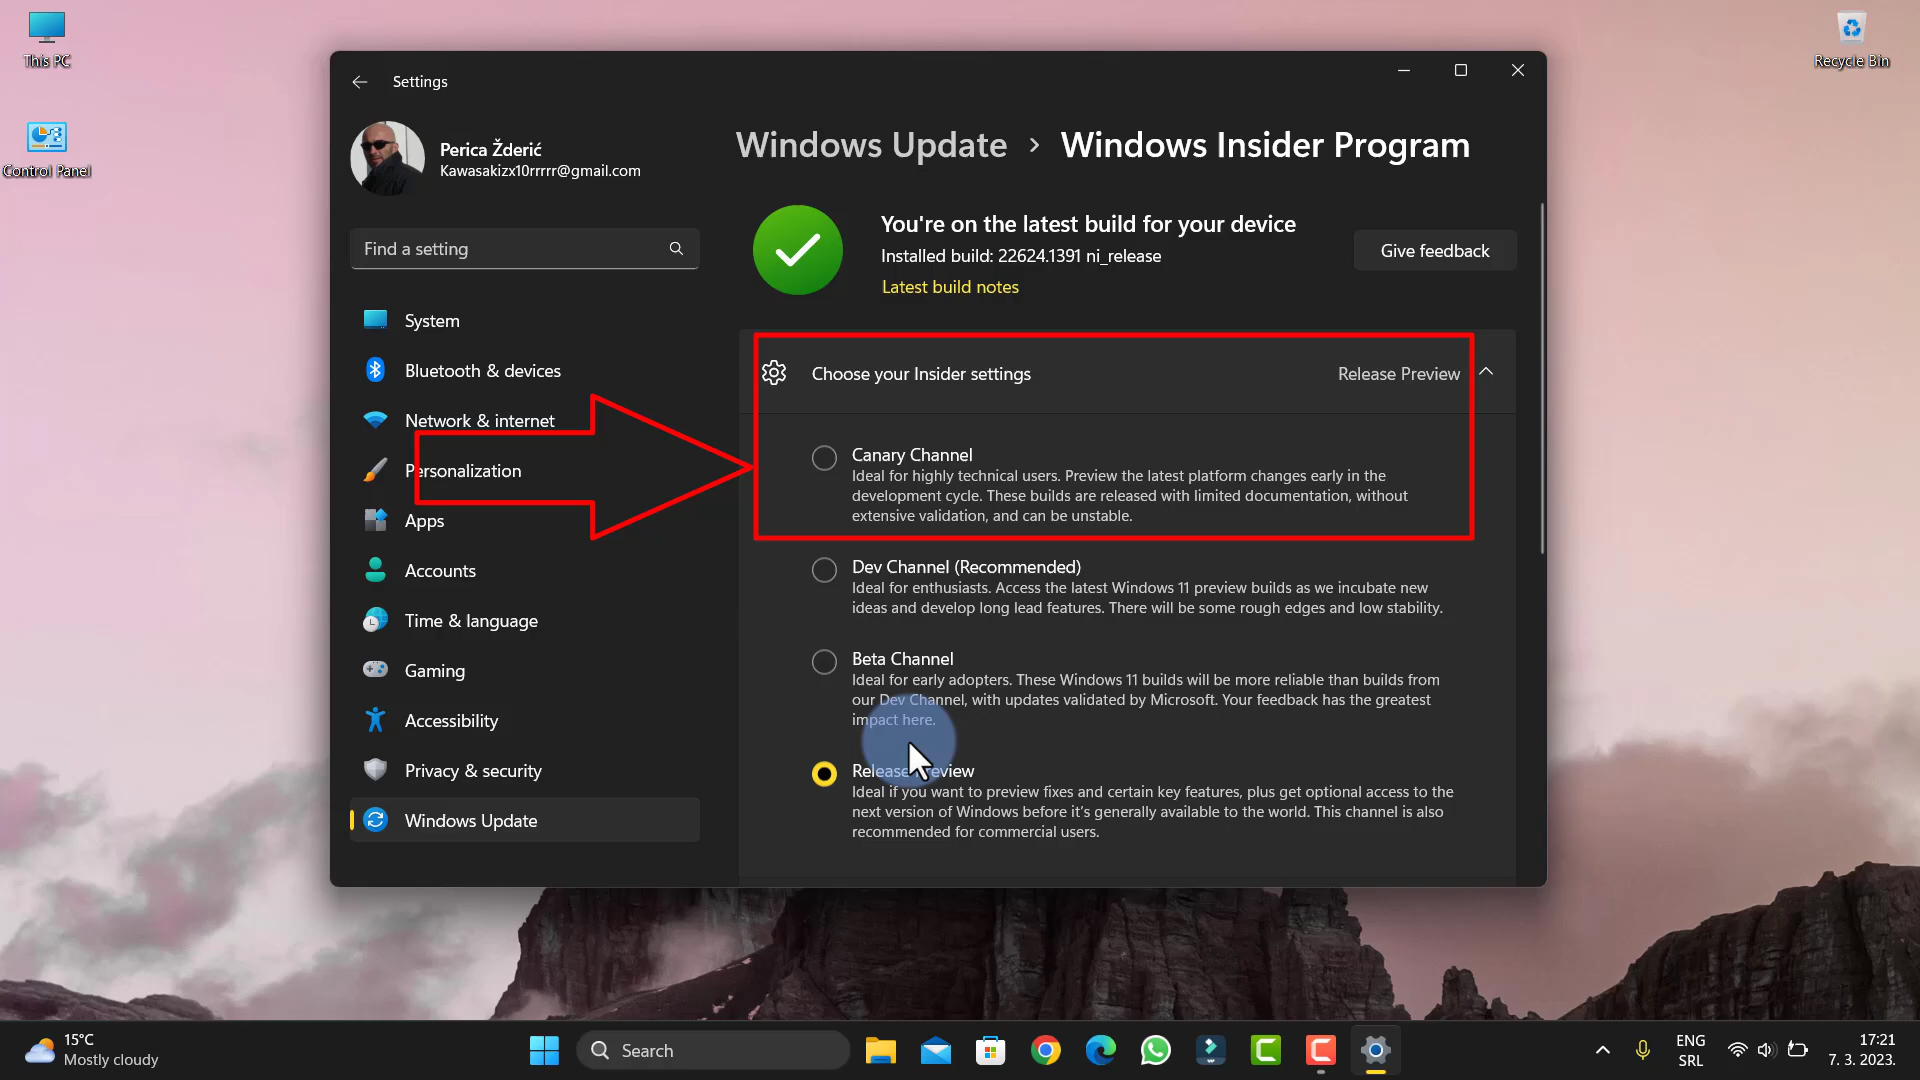 This PC
Control Panel
Recycle Bin
Settings
Perica Žderić
Kawasakizx10rrrrr@gmail.com
Find a setting
System
Bluetooth & devices
Network & internet
Personalization
Apps
Accounts
Time & language
Gaming
Accessibility
Privacy & security
Windows Update
Windows Update › Windows Insider Program
You're on the latest build for your device
Installed build: 22624.1391 ni_release
Latest build notes
Give feedback
Choose your Insider settings
Release Preview
Canary Channel
Ideal for highly technical users. Preview the latest platform changes early in the
development cycle. These builds are released with limited documentation, without
extensive validation, and can be unstable.
Dev Channel (Recommended)
Ideal for enthusiasts. Access the latest Windows 11 preview builds as we incubate new
ideas and develop long lead features. There will be some rough edges and low stability.
Beta Channel
Ideal for early adopters. These Windows 11 builds will be more reliable than builds from
our Dev Channel, with updates validated by Microsoft. Your feedback has the greatest
impact here.
Release Preview
Ideal if you want to preview fixes and certain key features, plus get optional access to the
next version of Windows before it's generally available to the world. This channel is also
recommended for commercial users.
15°C
Mostly cloudy
Search
ENG
SRL
17:21
7. 3. 2023.